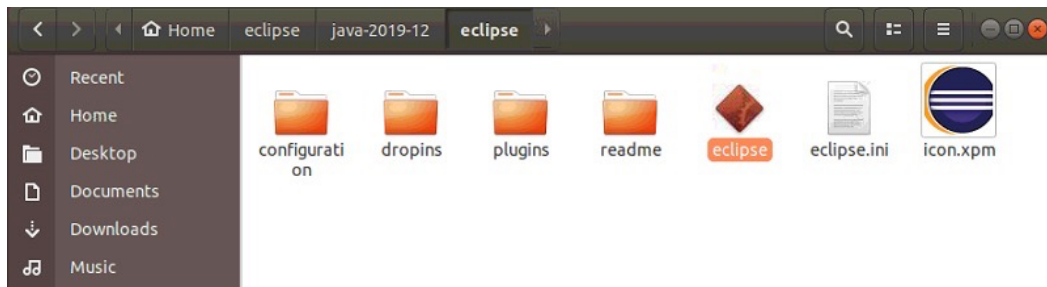 Home eclipse java-2019-12 eclipse
Recent
Home
Desktop
Documents
Downloads
Music
configurati
on
dropins
plugins
readme
eclipse
eclipse.ini
icon.xpm